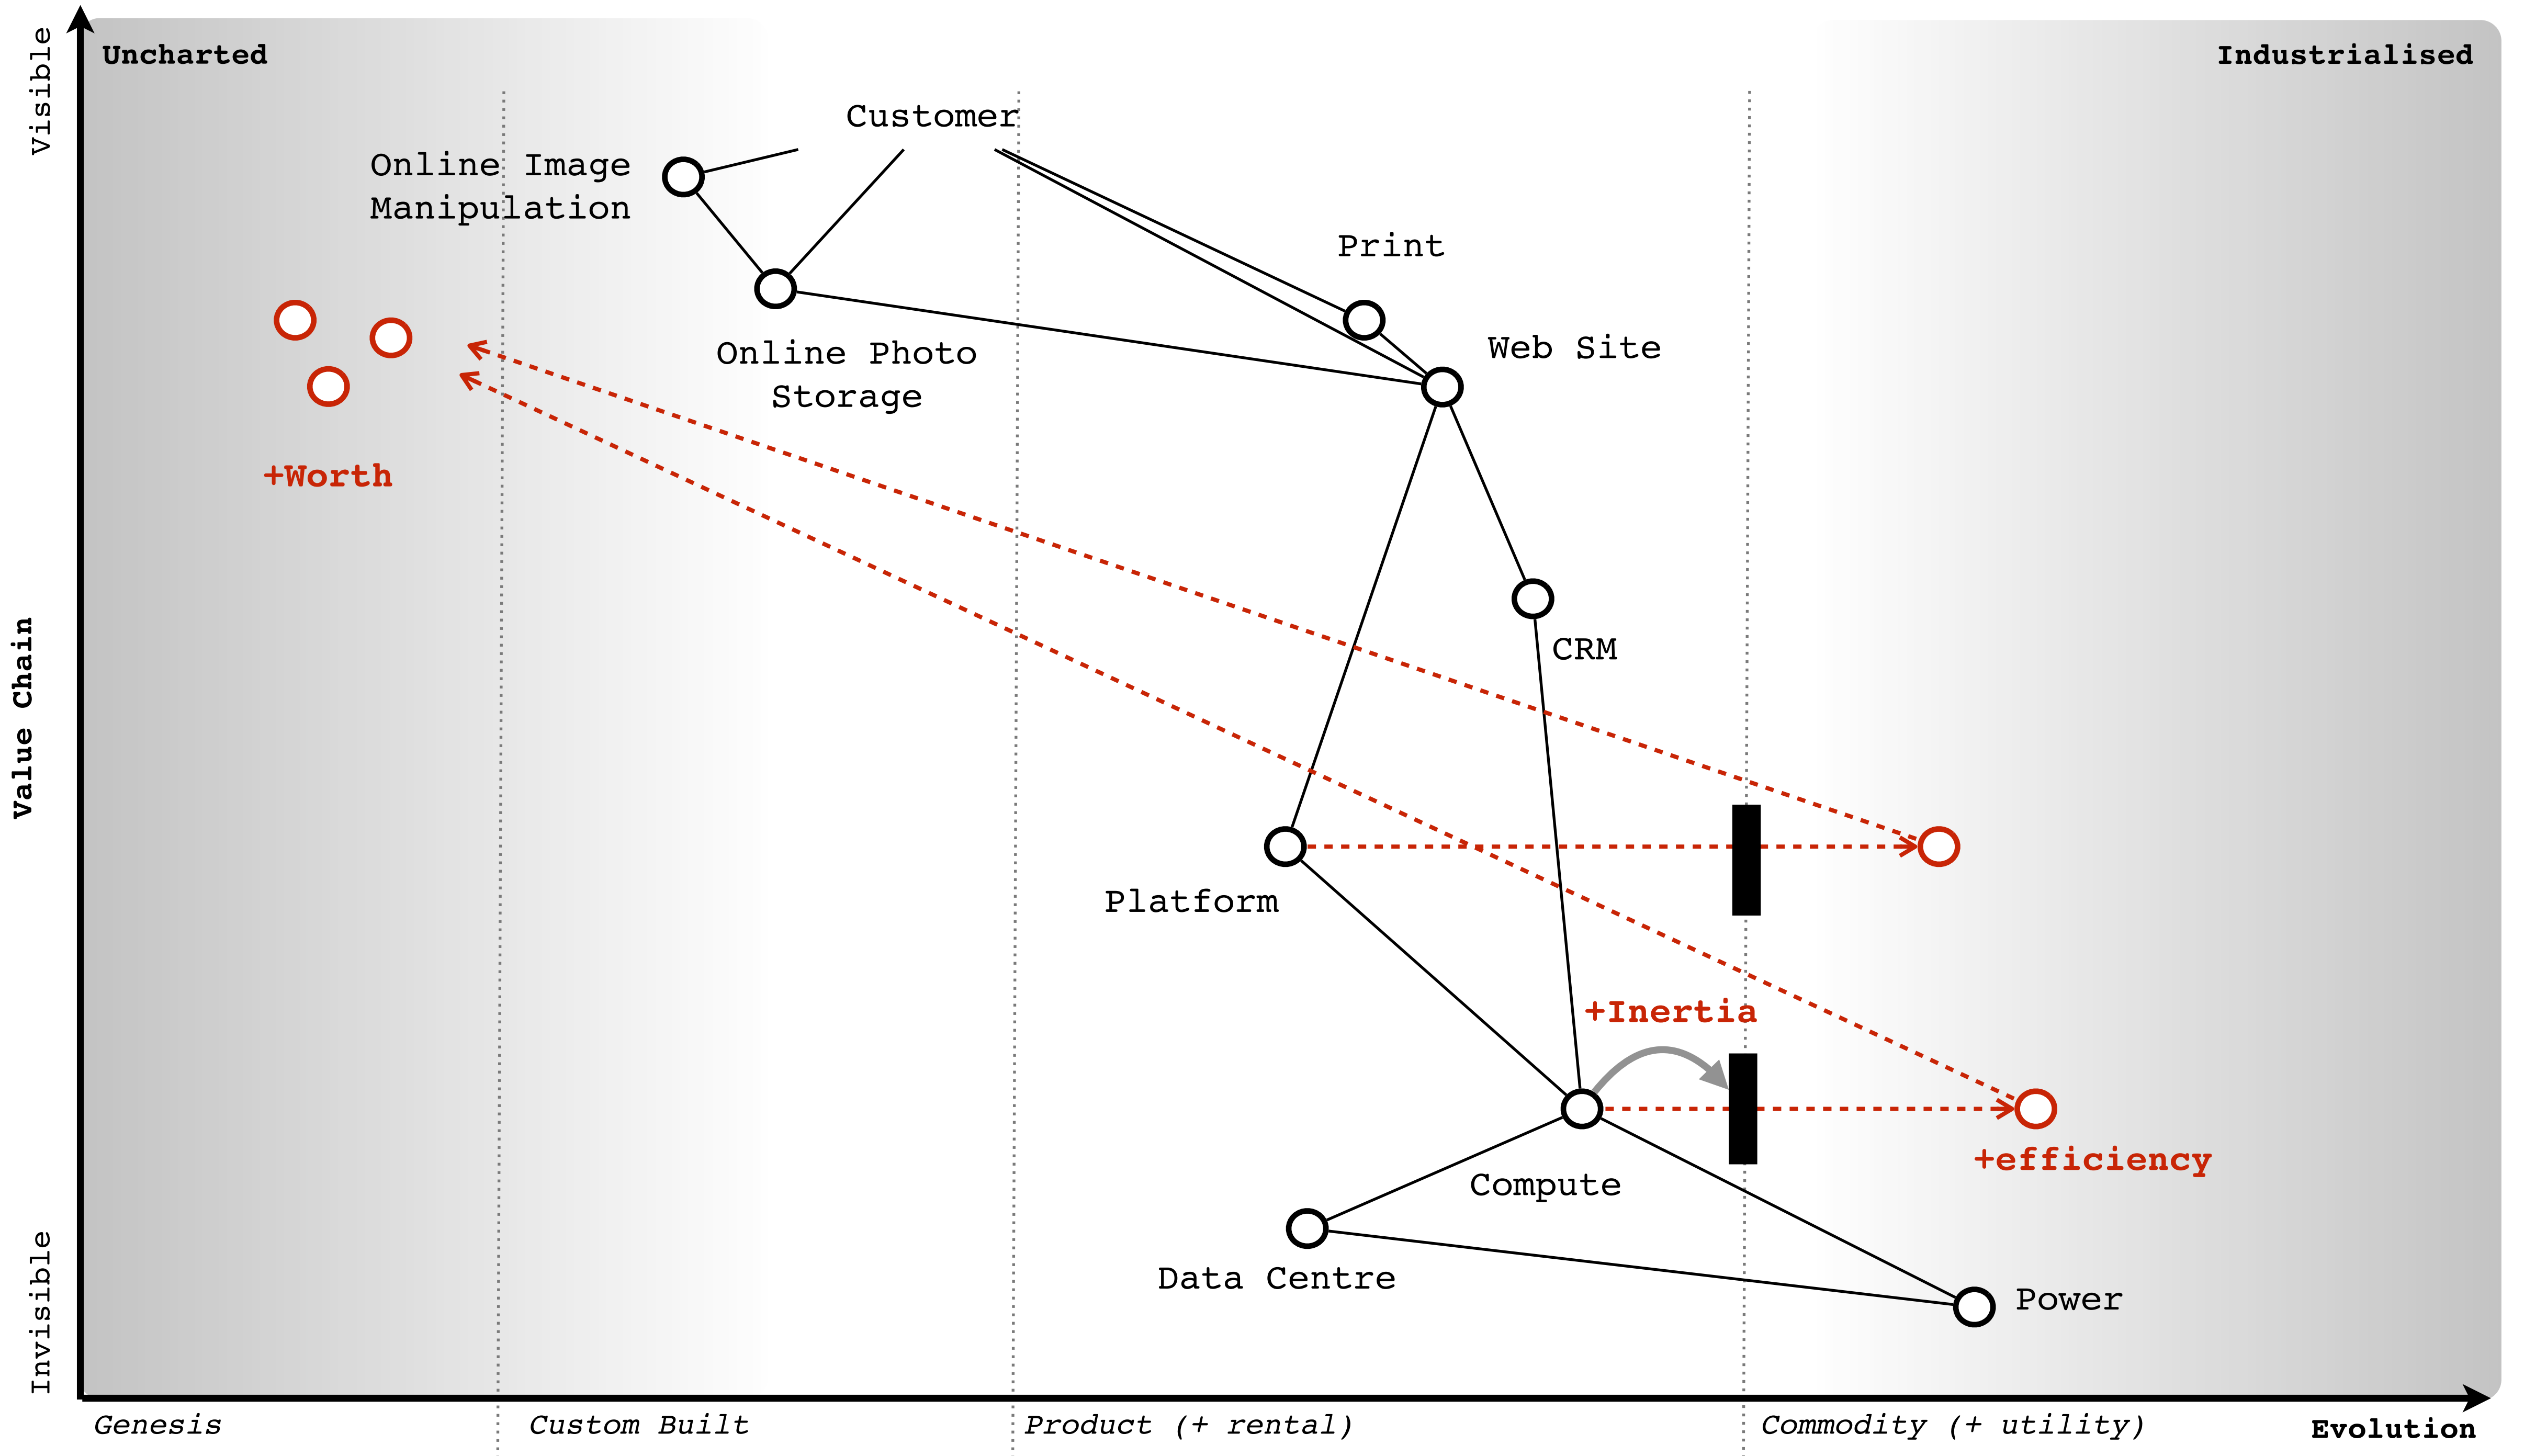 Visible
Uncharted
Industrialised
Customer
Online Image
Manipulation
Print
Online Photo
Storage
Web Site
+Worth
Value Chain
CRM
Platform
+Inertia
+efficiency
Compute
Data Centre
Power
Invisible
Genesis
Custom Built
Product (+ rental)
Commodity (+ utility)
Evolution